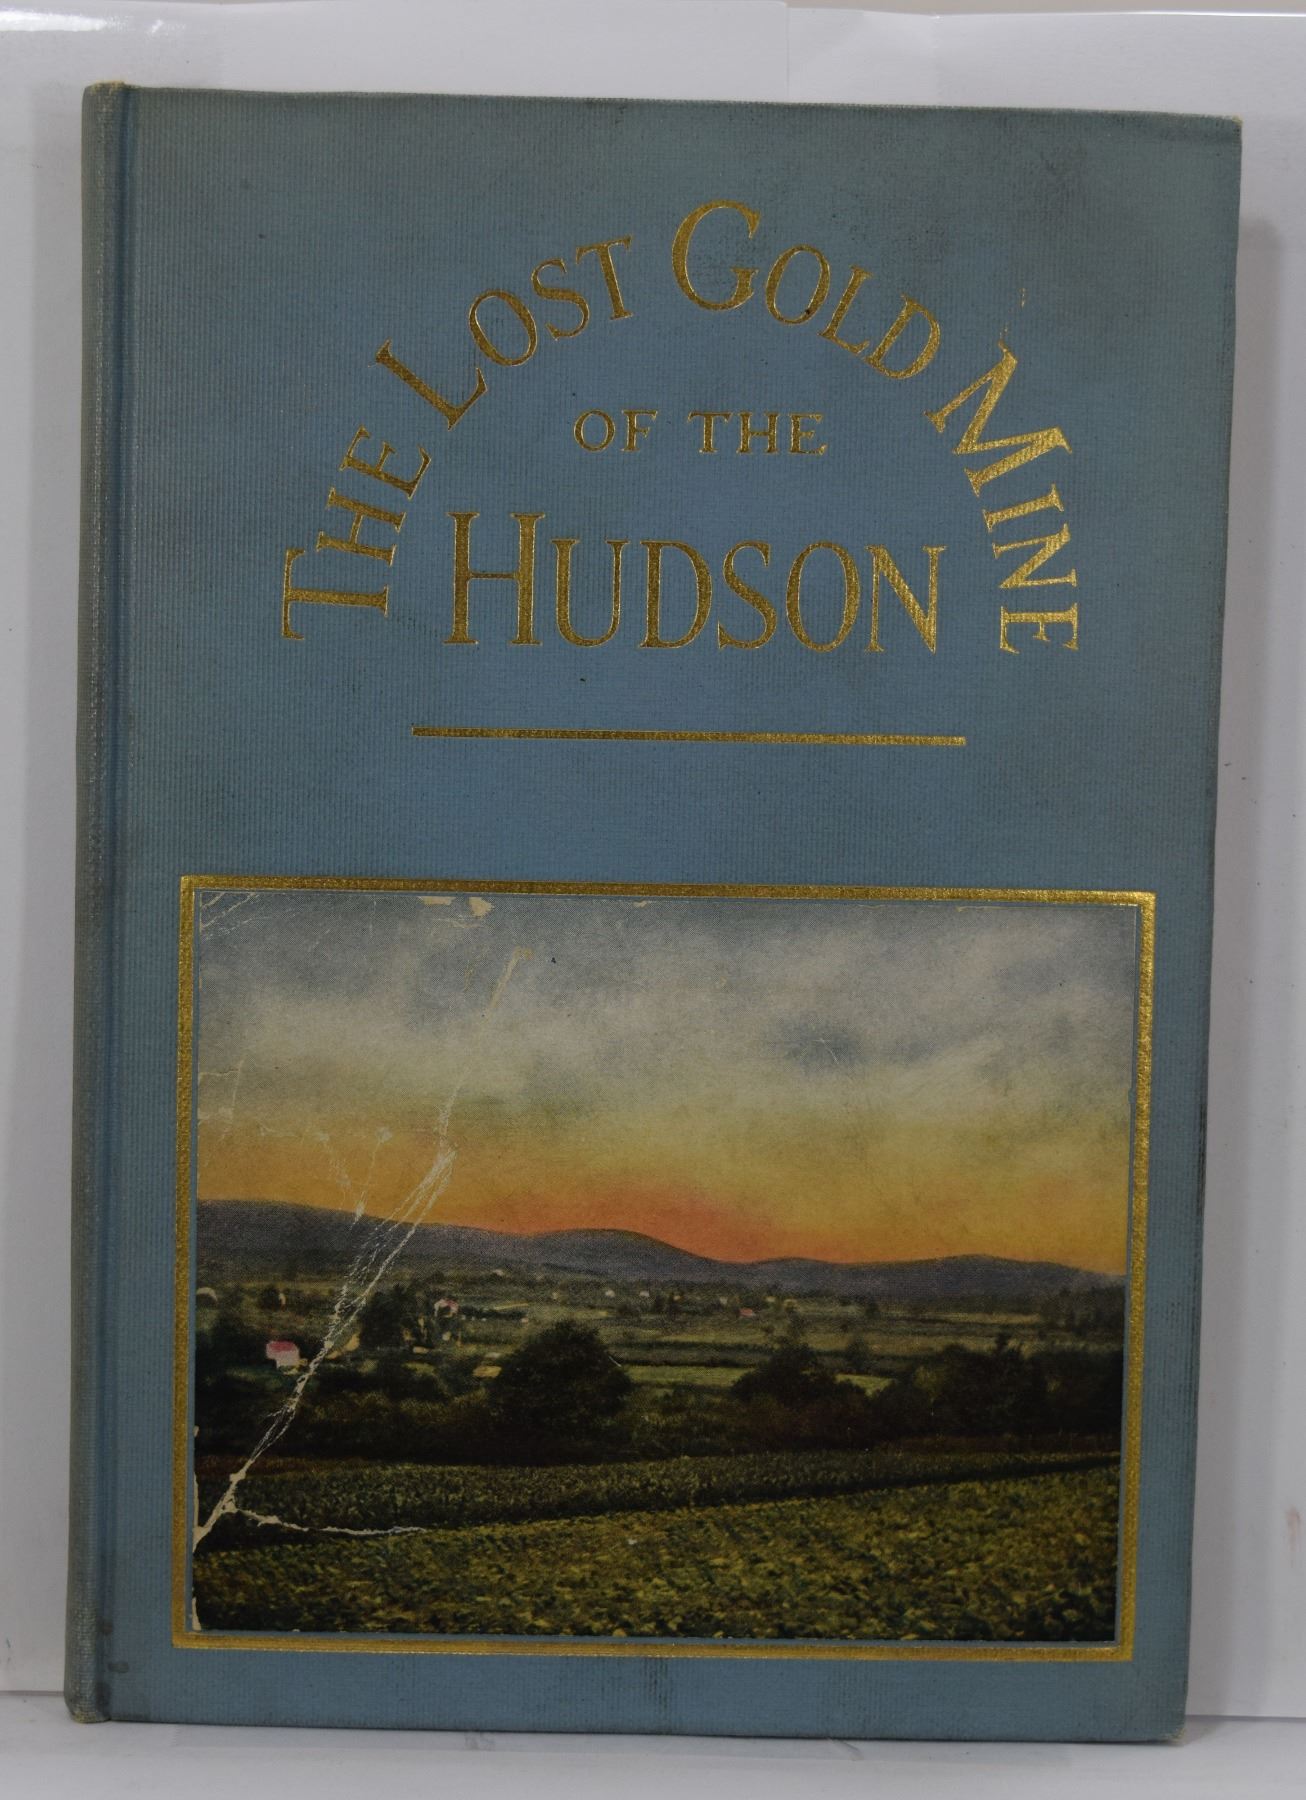 THE LOST GOLD MINE
OF THE
HUDSON